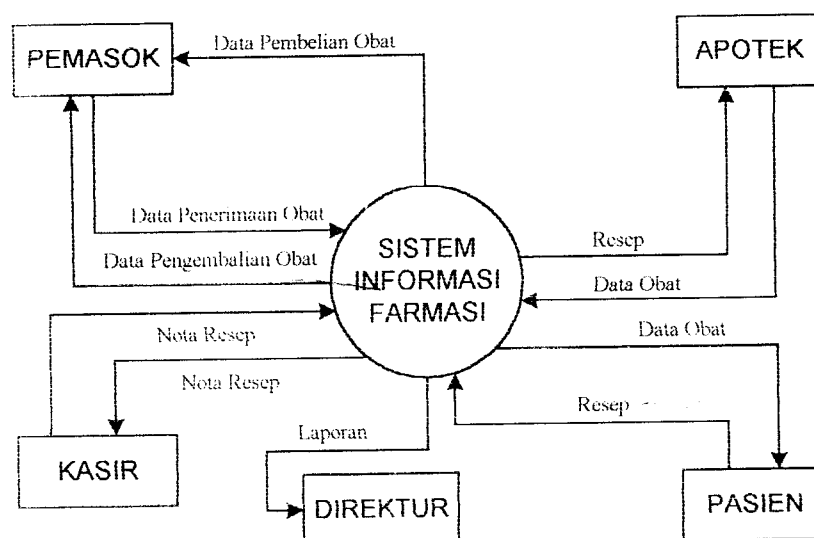 Data Pembelian Obat
PEMASOK
APOTEK
Data Penerimaan Obat
SISTEM
INFORMASI
FARMASI
Resep
Data Pengembalian Obat
Data Obat
Nota Resep
Data Obat
Nota Resep
Resep
Laporan
KASIR
DIREKTUR
PASIEN